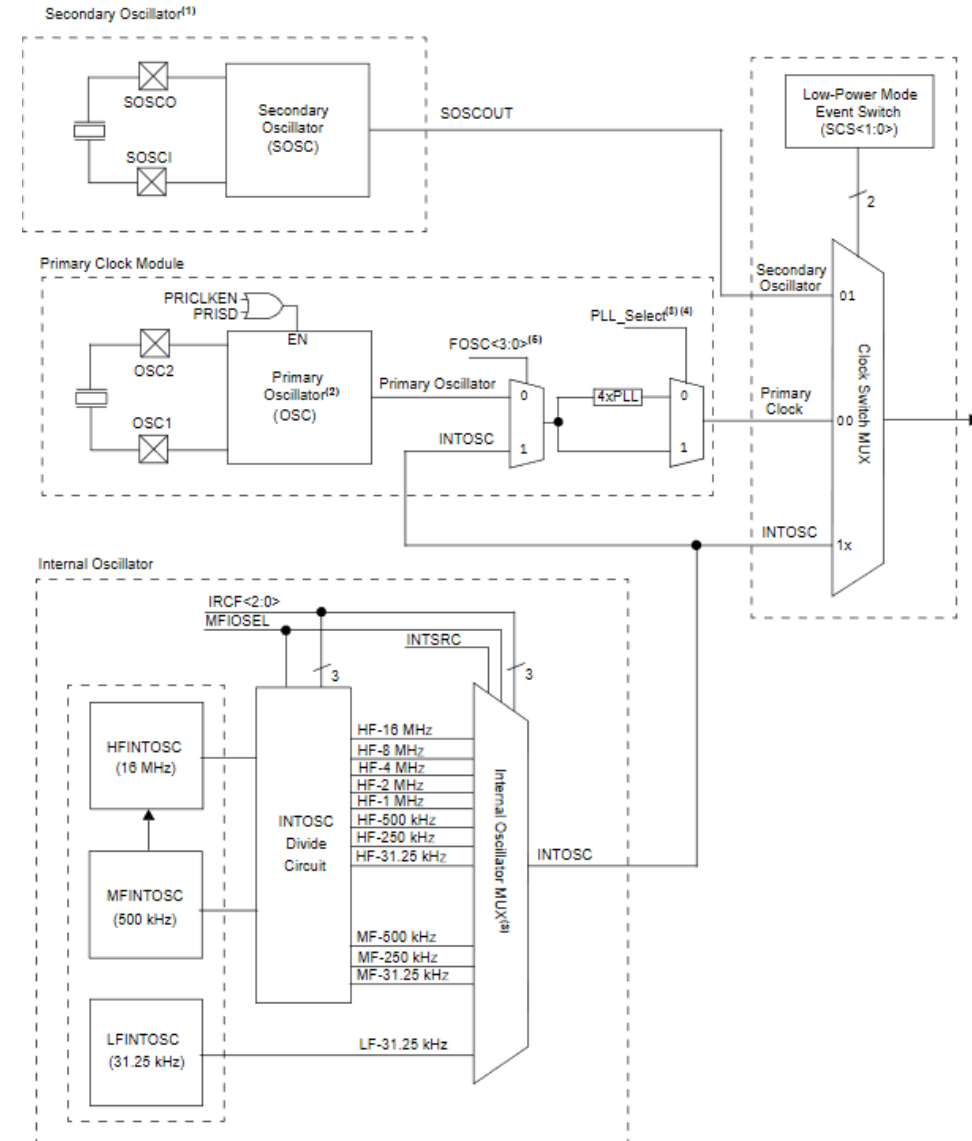 Secondary Oscillator(1)
SOSCO
SOSCI
Secondary
Oscillator
(SOSC)
SOSCOUT
Low-Power Mode
Event Switch
(SCS<1:0>)
2
Secondary
Oscillator
01
Primary
Clock
00
INTOSC
1x
Clock Switch MUX
Primary Clock Module
PRICLKEN
PRISD
EN
OSC2
OSC1
Primary
Oscillator(2)
(OSC)
Primary Oscillator
INTOSC
FOSC<3:0>(5)
0
1
PLL_Select(3) (4)
4xPLL
0
1
Internal Oscillator
IRCF<2:0>
MFIOSEL
INTSRC
3
3
HFINTOSC
(16 MHz)
MFINTOSC
(500 kHz)
LFINTOSC
(31.25 kHz)
INTOSC
Divide
Circuit
HF-16 MHz
HF-8 MHz
HF-4 MHz
HF-2 MHz
HF-1 MHz
HF-500 kHz
HF-250 kHz
HF-31.25 kHz
MF-500 kHz
MF-250 kHz
MF-31.25 kHz
LF-31.25 kHz
Internal Oscillator MUX(3)
INTOSC